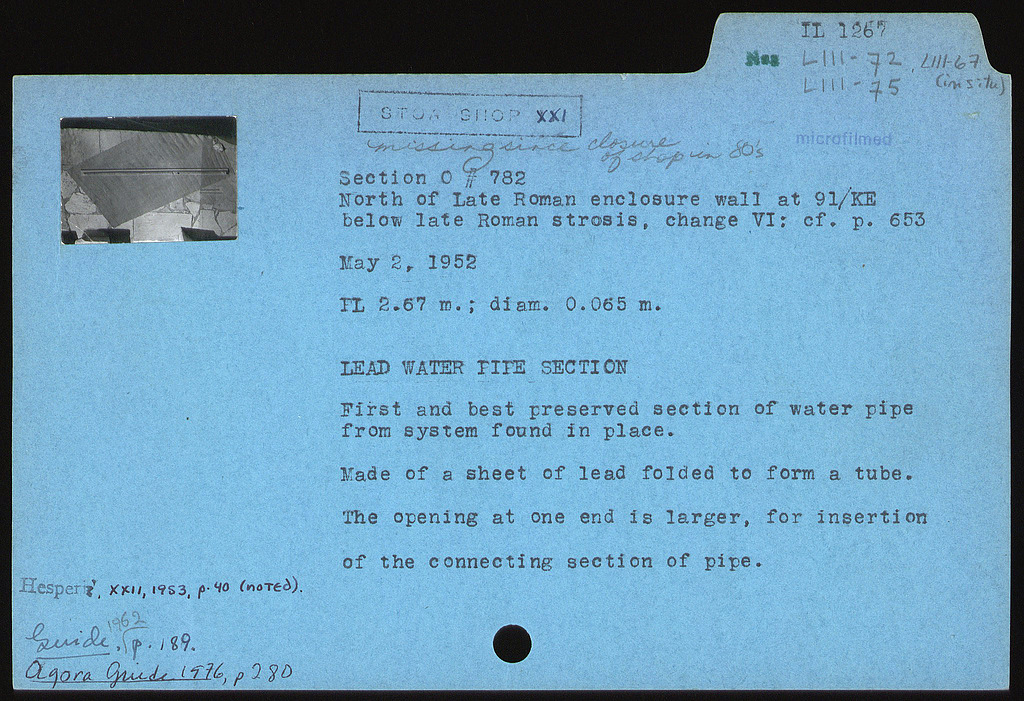 IL 1267
Neg LIII-72, LIII-67
LIII-75 (in situ)
STOA SHOP XXI
microfilmed
missing since closure
of shop in 80's
Section O # 782
North of Late Roman enclosure wall at 91/KE
below late Roman strosis, change VI: cf. p. 653
May 2, 1952
PL 2.67 m.; diam. 0.065 m.
LEAD WATER PIPE SECTION
First and best preserved section of water pipe
from system found in place.
Made of a sheet of lead folded to form a tube.
The opening at one end is larger, for insertion
of the connecting section of pipe.
Hesperia, XXII, 1953, p. 40 (noted).
Guide, 1962 p. 189.
Agora Guide 1976, p 280